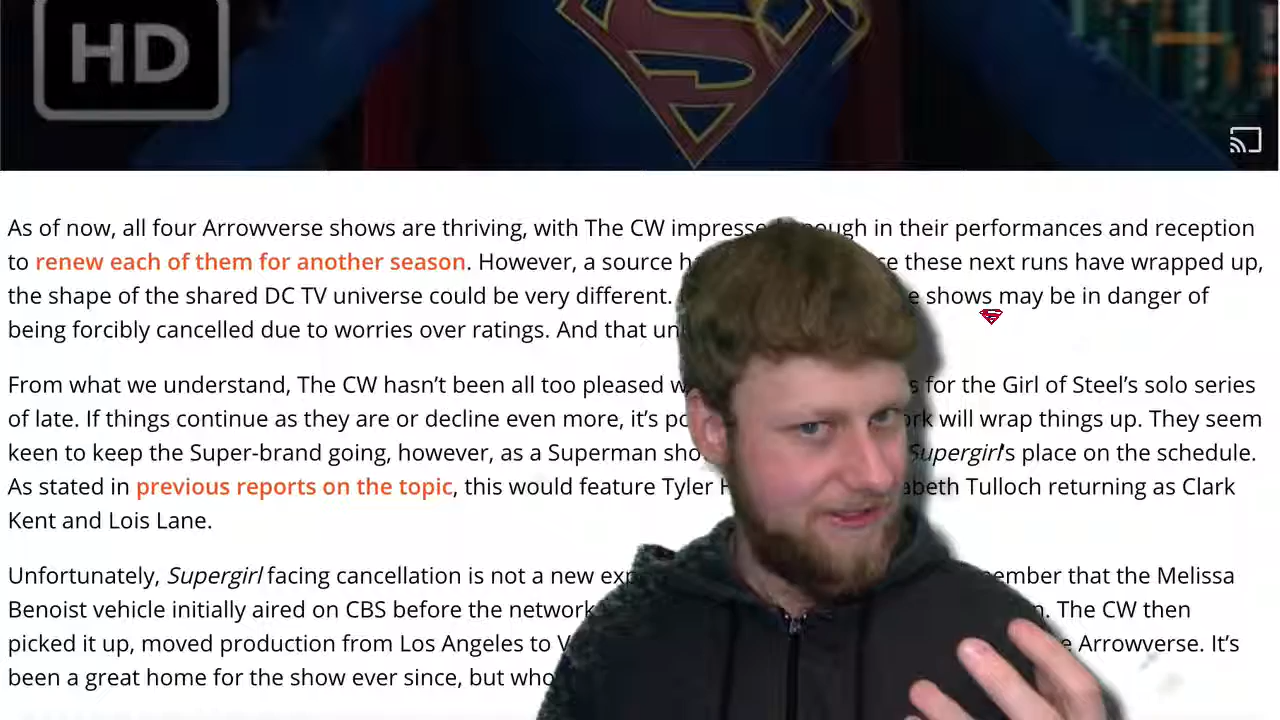 HD
As of now, all four Arrowverse shows are thriving, with The CW in their performances and reception
to renew each of them for another season. However, a source these next runs have wrapped up,
the shape of the shared DC TV universe could be very different. shows may be in danger of
being forcibly cancelled due to worries over ratings. And that
From what we understand, The CW hasn't been all too pleased for the Girl of Steel's solo series
of late. If things continue as they are or decline even more, it's will wrap things up. They seem
keen to keep the Super-brand going, however, as a Superman Supergirl's place on the schedule.
As stated in previous reports on the topic, this would feature Tyler Tulloch returning as Clark
Kent and Lois Lane.
Unfortunately, Supergirl facing cancellation is not a new that the Melissa
Benoist vehicle initially aired on CBS before the network The CW then
picked it up, moved production from Los Angeles to Arrowverse. It's
been a great home for the show ever since, but